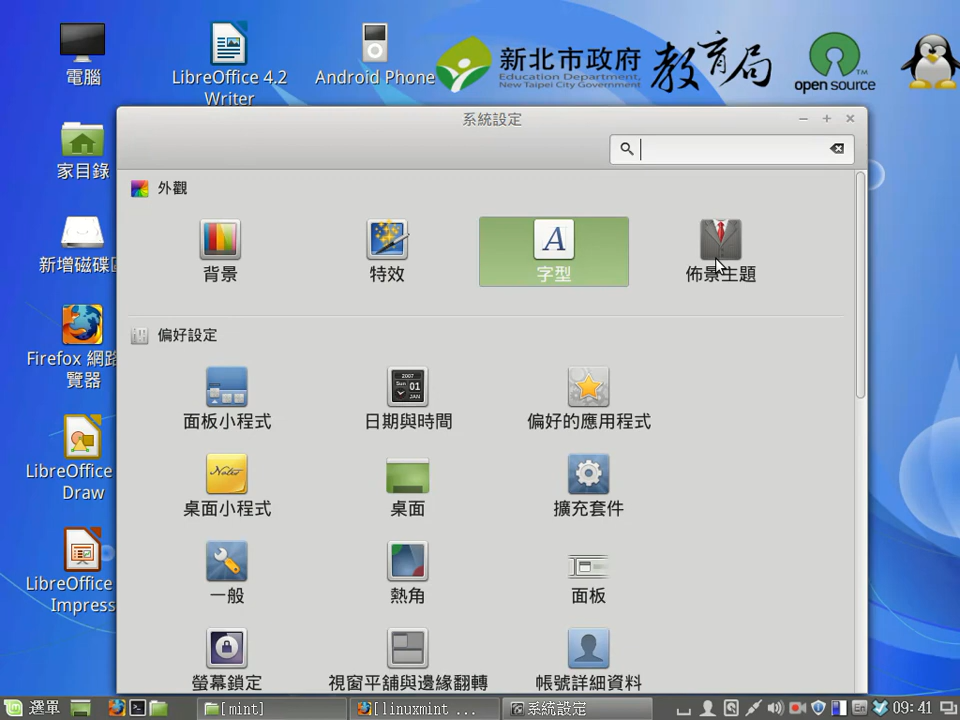 電腦
LibreOffice 4.2
Writer
Android Phone
新北市政府
Education Department,
New Taipei City Government
教育局
open source
TM
家目錄
新增磁碟
Firefox 網路
覽器
LibreOffice
Draw
LibreOffice
Impress
系統設定
外觀
背景
特效
字型
佈景主題
偏好設定
面板小程式
日期與時間
偏好的應用程式
桌面小程式
桌面
擴充套件
一般
熱角
面板
螢幕鎖定
視窗平舖與邊緣翻轉
帳號詳細資料
選單
[mint]
[linuxmint ...
系統設定
En
09:41